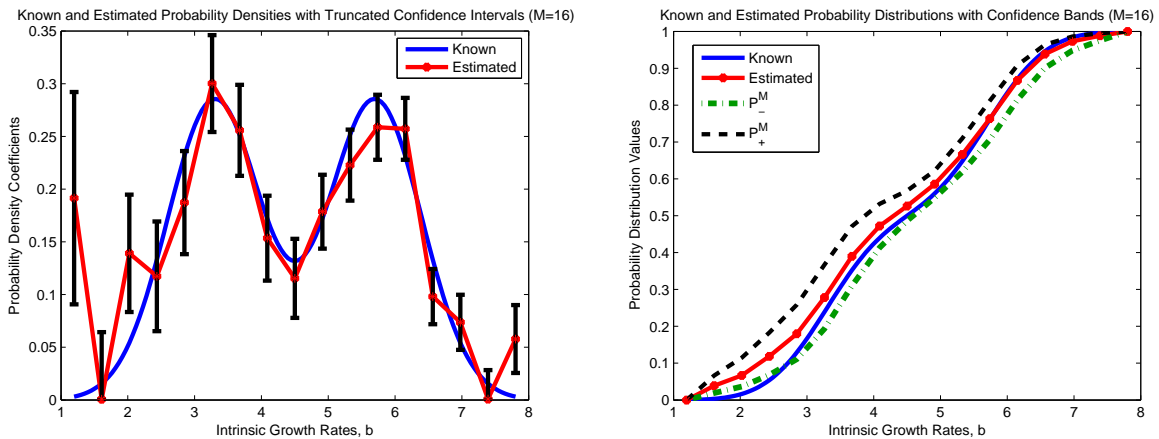 Known and Estimated Probability Densities with Truncated Confidence Intervals (M=16)
0.35
0.3
0.25
0.2
0.15
0.1
0.05
0
Probability Density Coefficients
Known
Estimated
1 2 3 4 5 6 7 8
Intrinsic Growth Rates, b
Known and Estimated Probability Distributions with Confidence Bands (M=16)
1
0.9
0.8
0.7
0.6
0.5
0.4
0.3
0.2
0.1
0
Probability Distribution Values
Known
Estimated
P_-^M
P_+^M
1 2 3 4 5 6 7 8
Intrinsic Growth Rates, b